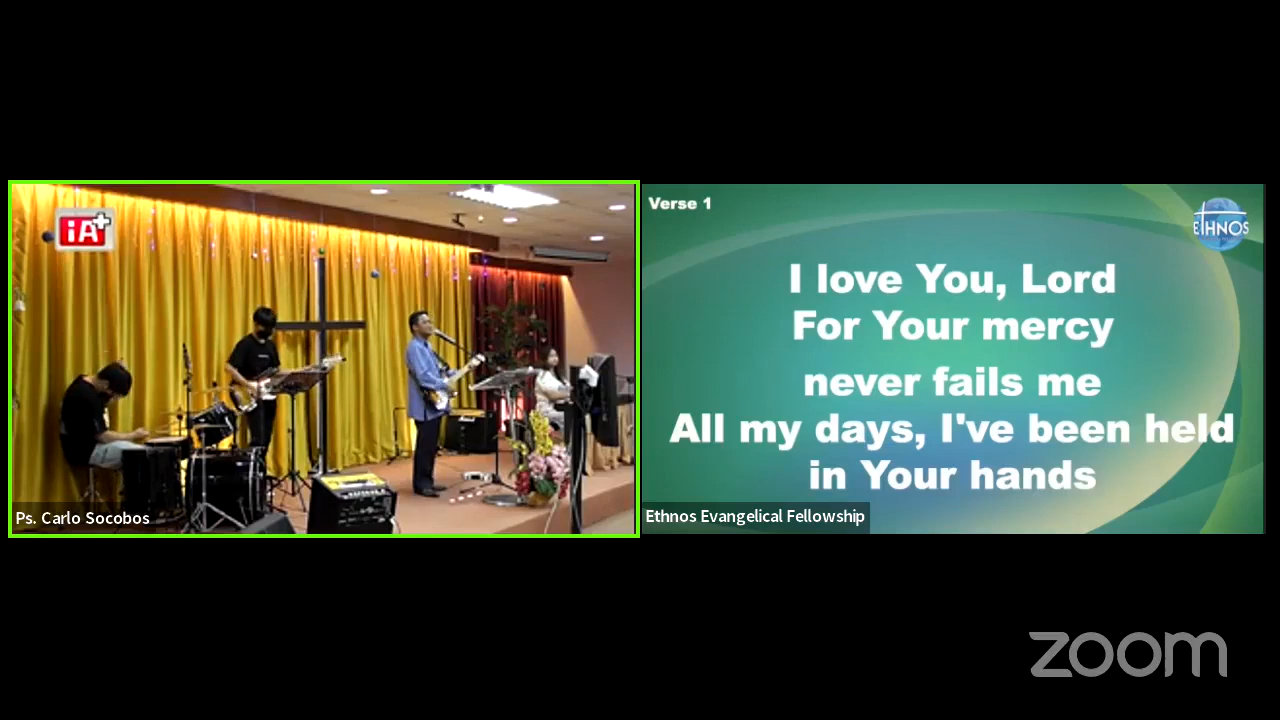 iA+
Ps. Carlo Socobos
Verse 1
ETHNOS
I love You, Lord
For Your mercy
never fails me
All my days, I've been held
in Your hands
Ethnos Evangelical Fellowship
zoom